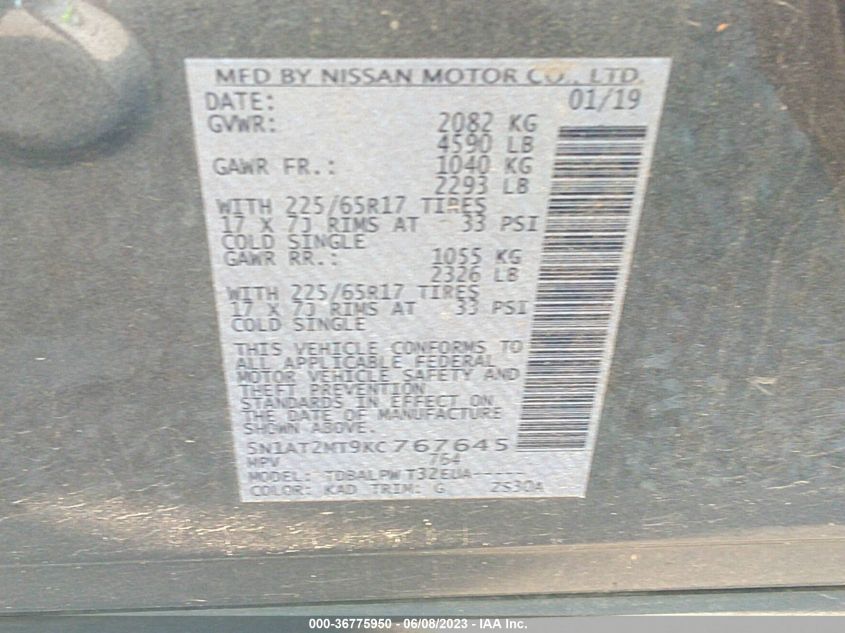 MFD BY NISSAN MOTOR CO., LTD.
DATE: 01/19
GVWR: 2082 KG
4590 LB
GAWR FR.: 1040 KG
2293 LB
WITH 225/65R17 TIRES
17 X 7J RIMS AT 33 PSI
COLD SINGLE
GAWR RR.: 1055 KG
2326 LB
WITH 225/65R17 TIRES
17 X 7J RIMS AT 33 PSI
COLD SINGLE
THIS VEHICLE CONFORMS TO
ALL APPLICABLE FEDERAL
MOTOR VEHICLE SAFETY AND
THEFT PREVENTION
STANDARDS IN EFFECT ON
THE DATE OF MANUFACTURE
SHOWN ABOVE.
5N1AT2MT9KC767645
MPV 764
MODEL: TDBALPW T32EUA-----
COLOR: KAD TRIM: G 2S30A
000-36775950 - 06/08/2023 - IAA Inc.